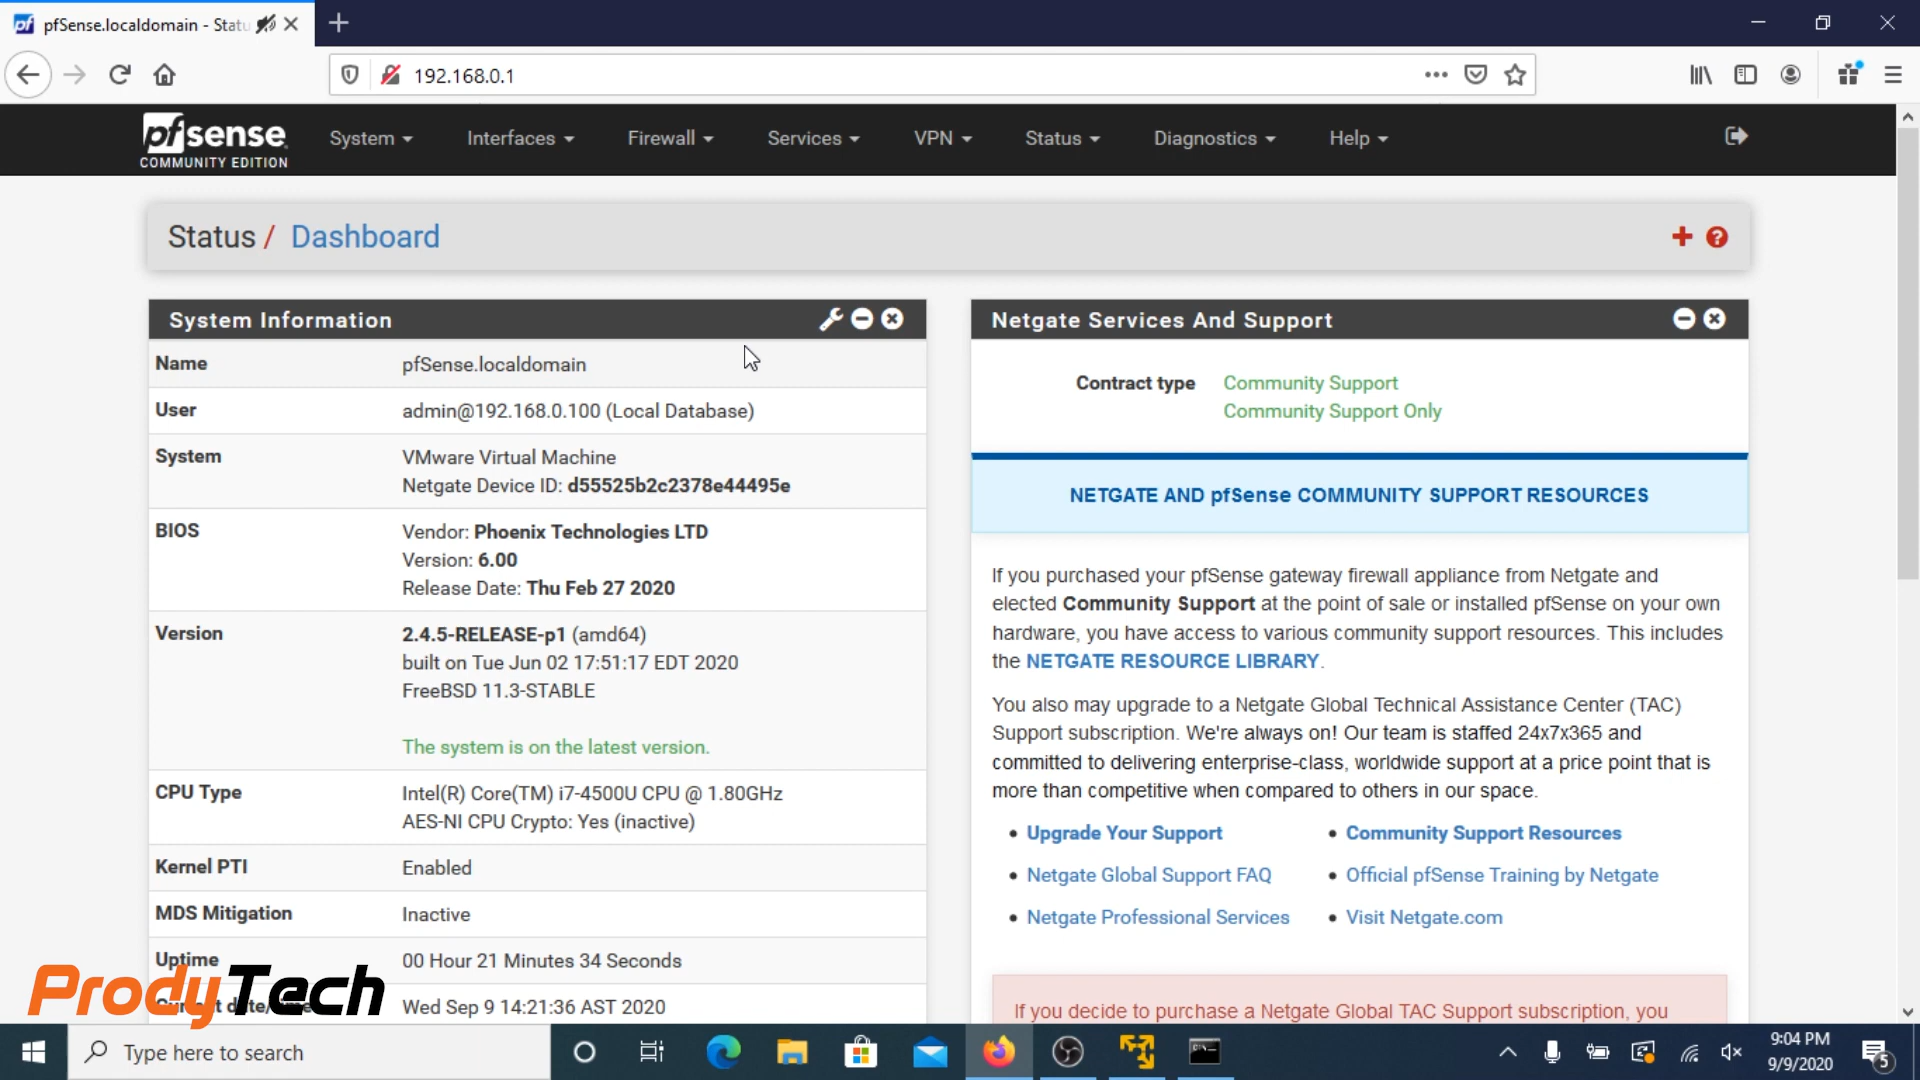 pfSense.localdomain - Statu
192.168.0.1
pfsense
COMMUNITY EDITION
System
Interfaces
Firewall
Services
VPN
Status
Diagnostics
Help
Status / Dashboard
System Information
Name pfSense.localdomain
User admin@192.168.0.100 (Local Database)
System VMware Virtual Machine
Netgate Device ID: d55525b2c2378e44495e
BIOS Vendor: Phoenix Technologies LTD
Version: 6.00
Release Date: Thu Feb 27 2020
Version 2.4.5-RELEASE-p1 (amd64)
built on Tue Jun 02 17:51:17 EDT 2020
FreeBSD 11.3-STABLE
The system is on the latest version.
CPU Type Intel(R) Core(TM) i7-4500U CPU @ 1.80GHz
AES-NI CPU Crypto: Yes (inactive)
Kernel PTI Enabled
MDS Mitigation Inactive
Uptime 00 Hour 21 Minutes 34 Seconds
Wed Sep 9 14:21:36 AST 2020
ProdyTech
Netgate Services And Support
Contract type Community Support
Community Support Only
NETGATE AND pfSense COMMUNITY SUPPORT RESOURCES
If you purchased your pfSense gateway firewall appliance from Netgate and
elected Community Support at the point of sale or installed pfSense on your own
hardware, you have access to various community support resources. This includes
the NETGATE RESOURCE LIBRARY.
You also may upgrade to a Netgate Global Technical Assistance Center (TAC)
Support subscription. We're always on! Our team is staffed 24x7x365 and
committed to delivering enterprise-class, worldwide support at a price point that is
more than competitive when compared to others in our space.
• Upgrade Your Support
• Community Support Resources
• Netgate Global Support FAQ
• Official pfSense Training by Netgate
• Netgate Professional Services
• Visit Netgate.com
If you decide to purchase a Netgate Global TAC Support subscription, you
Type here to search
9:04 PM
9/9/2020
5